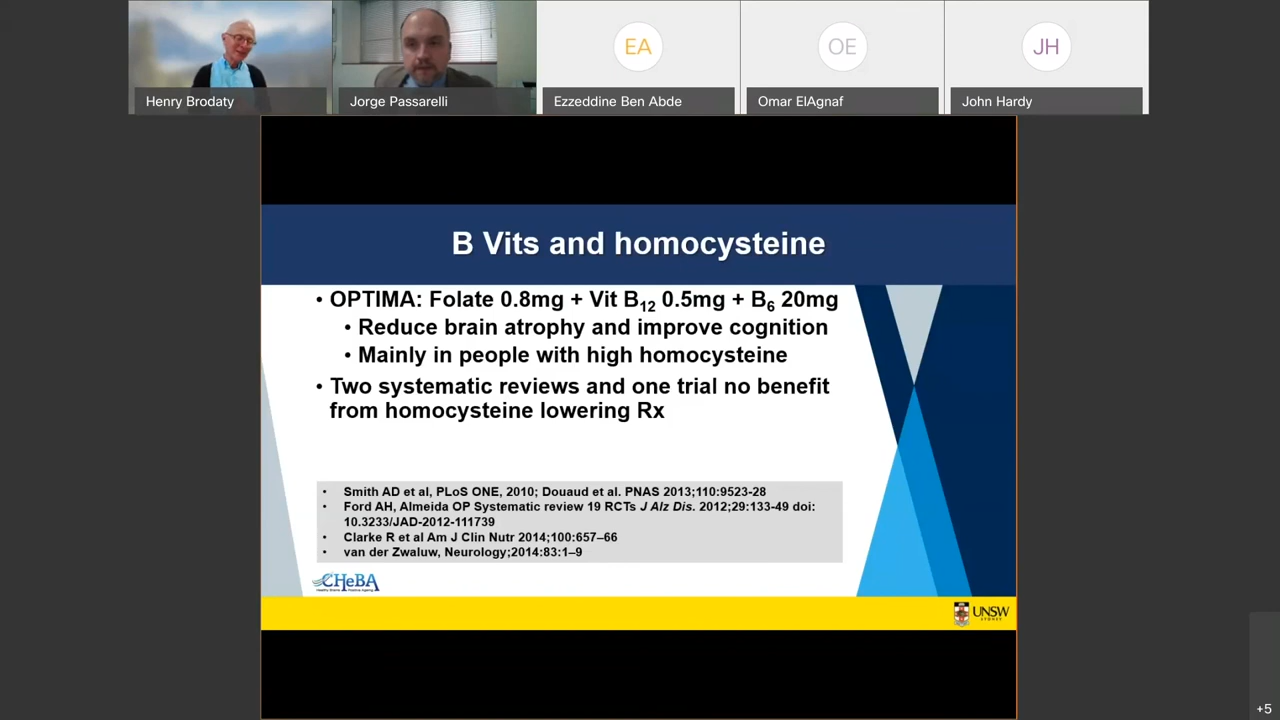 EA
OE
JH
Henry Brodaty
Jorge Passarelli
Ezzeddine Ben Abde
Omar ElAgnaf
John Hardy
B Vits and homocysteine
• OPTIMA: Folate 0.8mg + Vit B12 0.5mg + B6 20mg
• Reduce brain atrophy and improve cognition
• Mainly in people with high homocysteine
• Two systematic reviews and one trial no benefit
from homocysteine lowering Rx
• Smith AD et al, PLoS ONE, 2010; Douaud et al. PNAS 2013;110:9523-28
• Ford AH, Almeida OP Systematic review 19 RCTs J Alz Dis. 2012;29:133-49 doi:
10.3233/JAD-2012-111739
• Clarke R et al Am J Clin Nutr 2014;100:657–66
• van der Zwaluw, Neurology;2014:83:1–9
CHeBA
UNSW
SYDNEY
+5